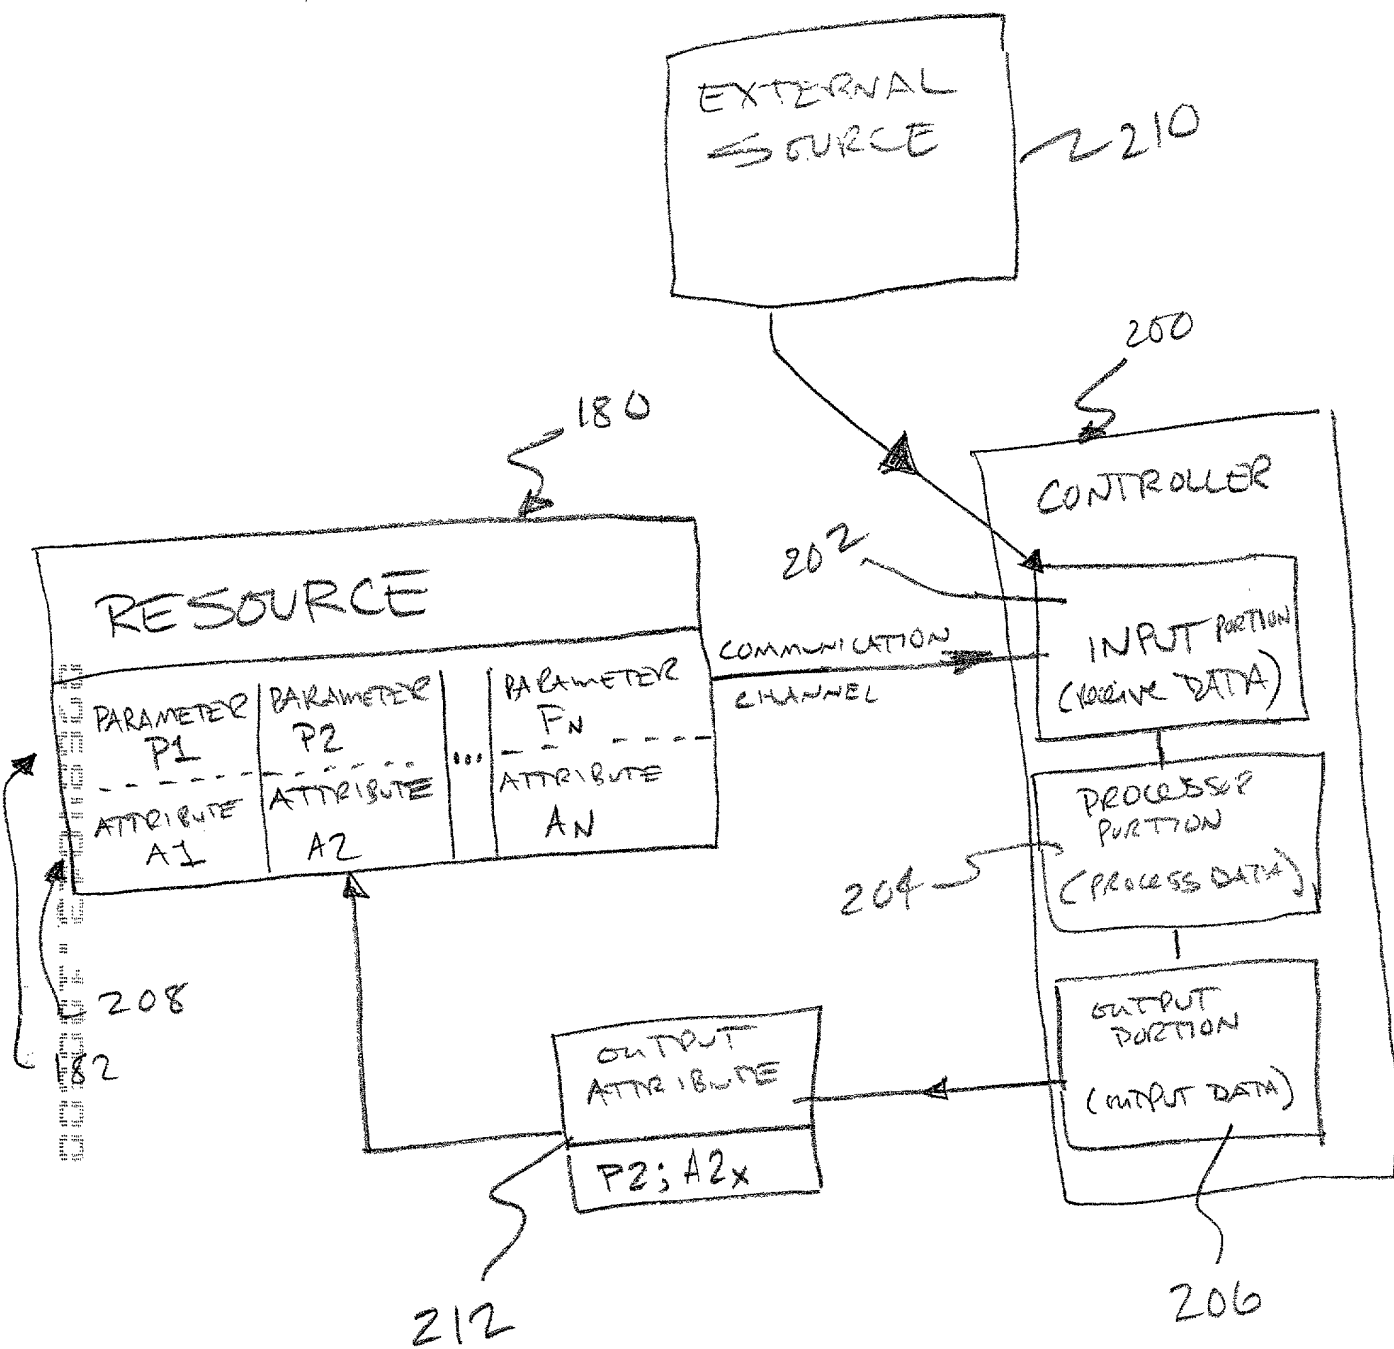 EXTERNAL
SOURCE
210
200
180
CONTROLLER
202
RESOURCE
COMMUNICATION
CHANNEL
INPUT PORTION
(receive DATA)
PARAMETER
P1
ATTRIBUTE
A1
PARAMETER
P2
ATTRIBUTE
A2
...
PARAMETER
PN
ATTRIBUTE
AN
PROCESSOR
PORTION
(PROCESS DATA)
204
208
182
OUTPUT
ATTRIBUTE
P2; A2x
OUTPUT
PORTION
(OUTPUT DATA)
212
206